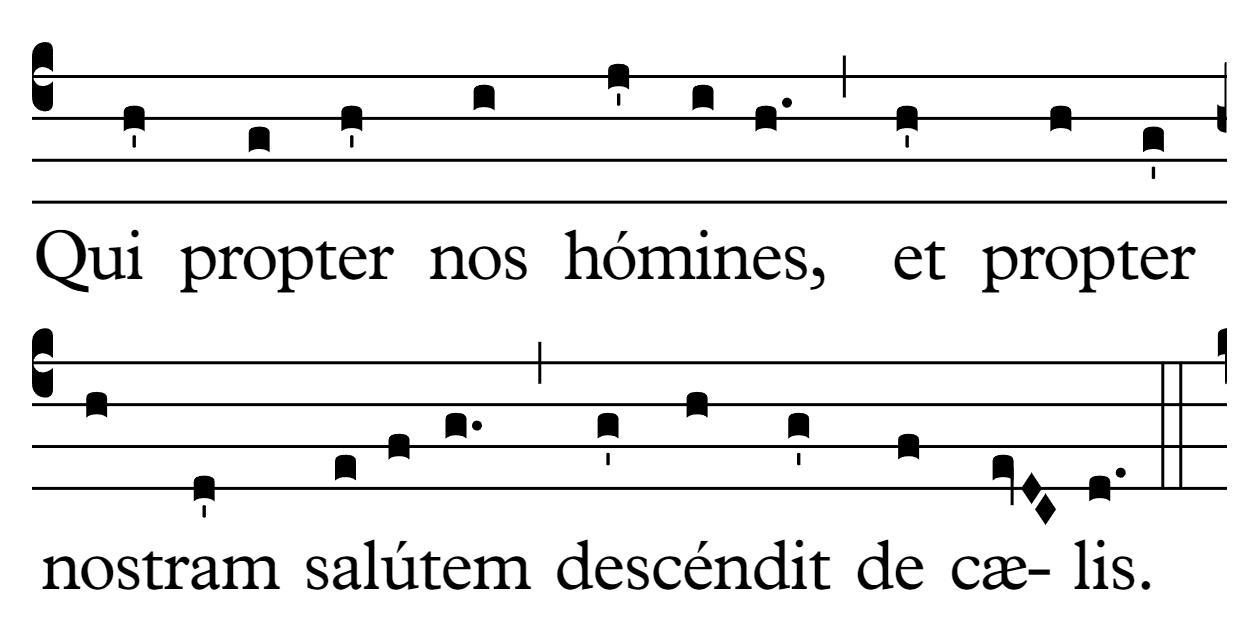 Qui propter nos hómines, et propter
nostram salútem descéndit de cæ- lis.